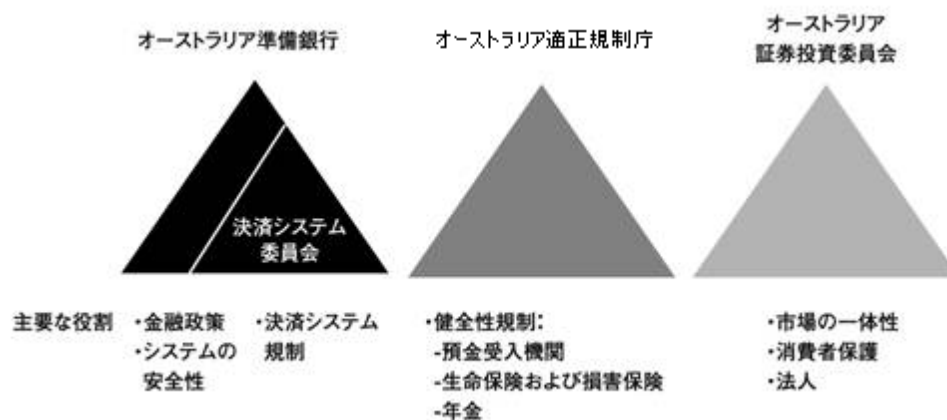 オーストラリア準備銀行
オーストラリア適正規制庁
オーストラリア
証券投資委員会
決済システム
委員会
主要な役割
・金融政策
・システムの
安全性
・決済システム
規制
・健全性規制：
-預金受入機関
-生命保険および損害保険
-年金
・市場の一体性
・消費者保護
・法人